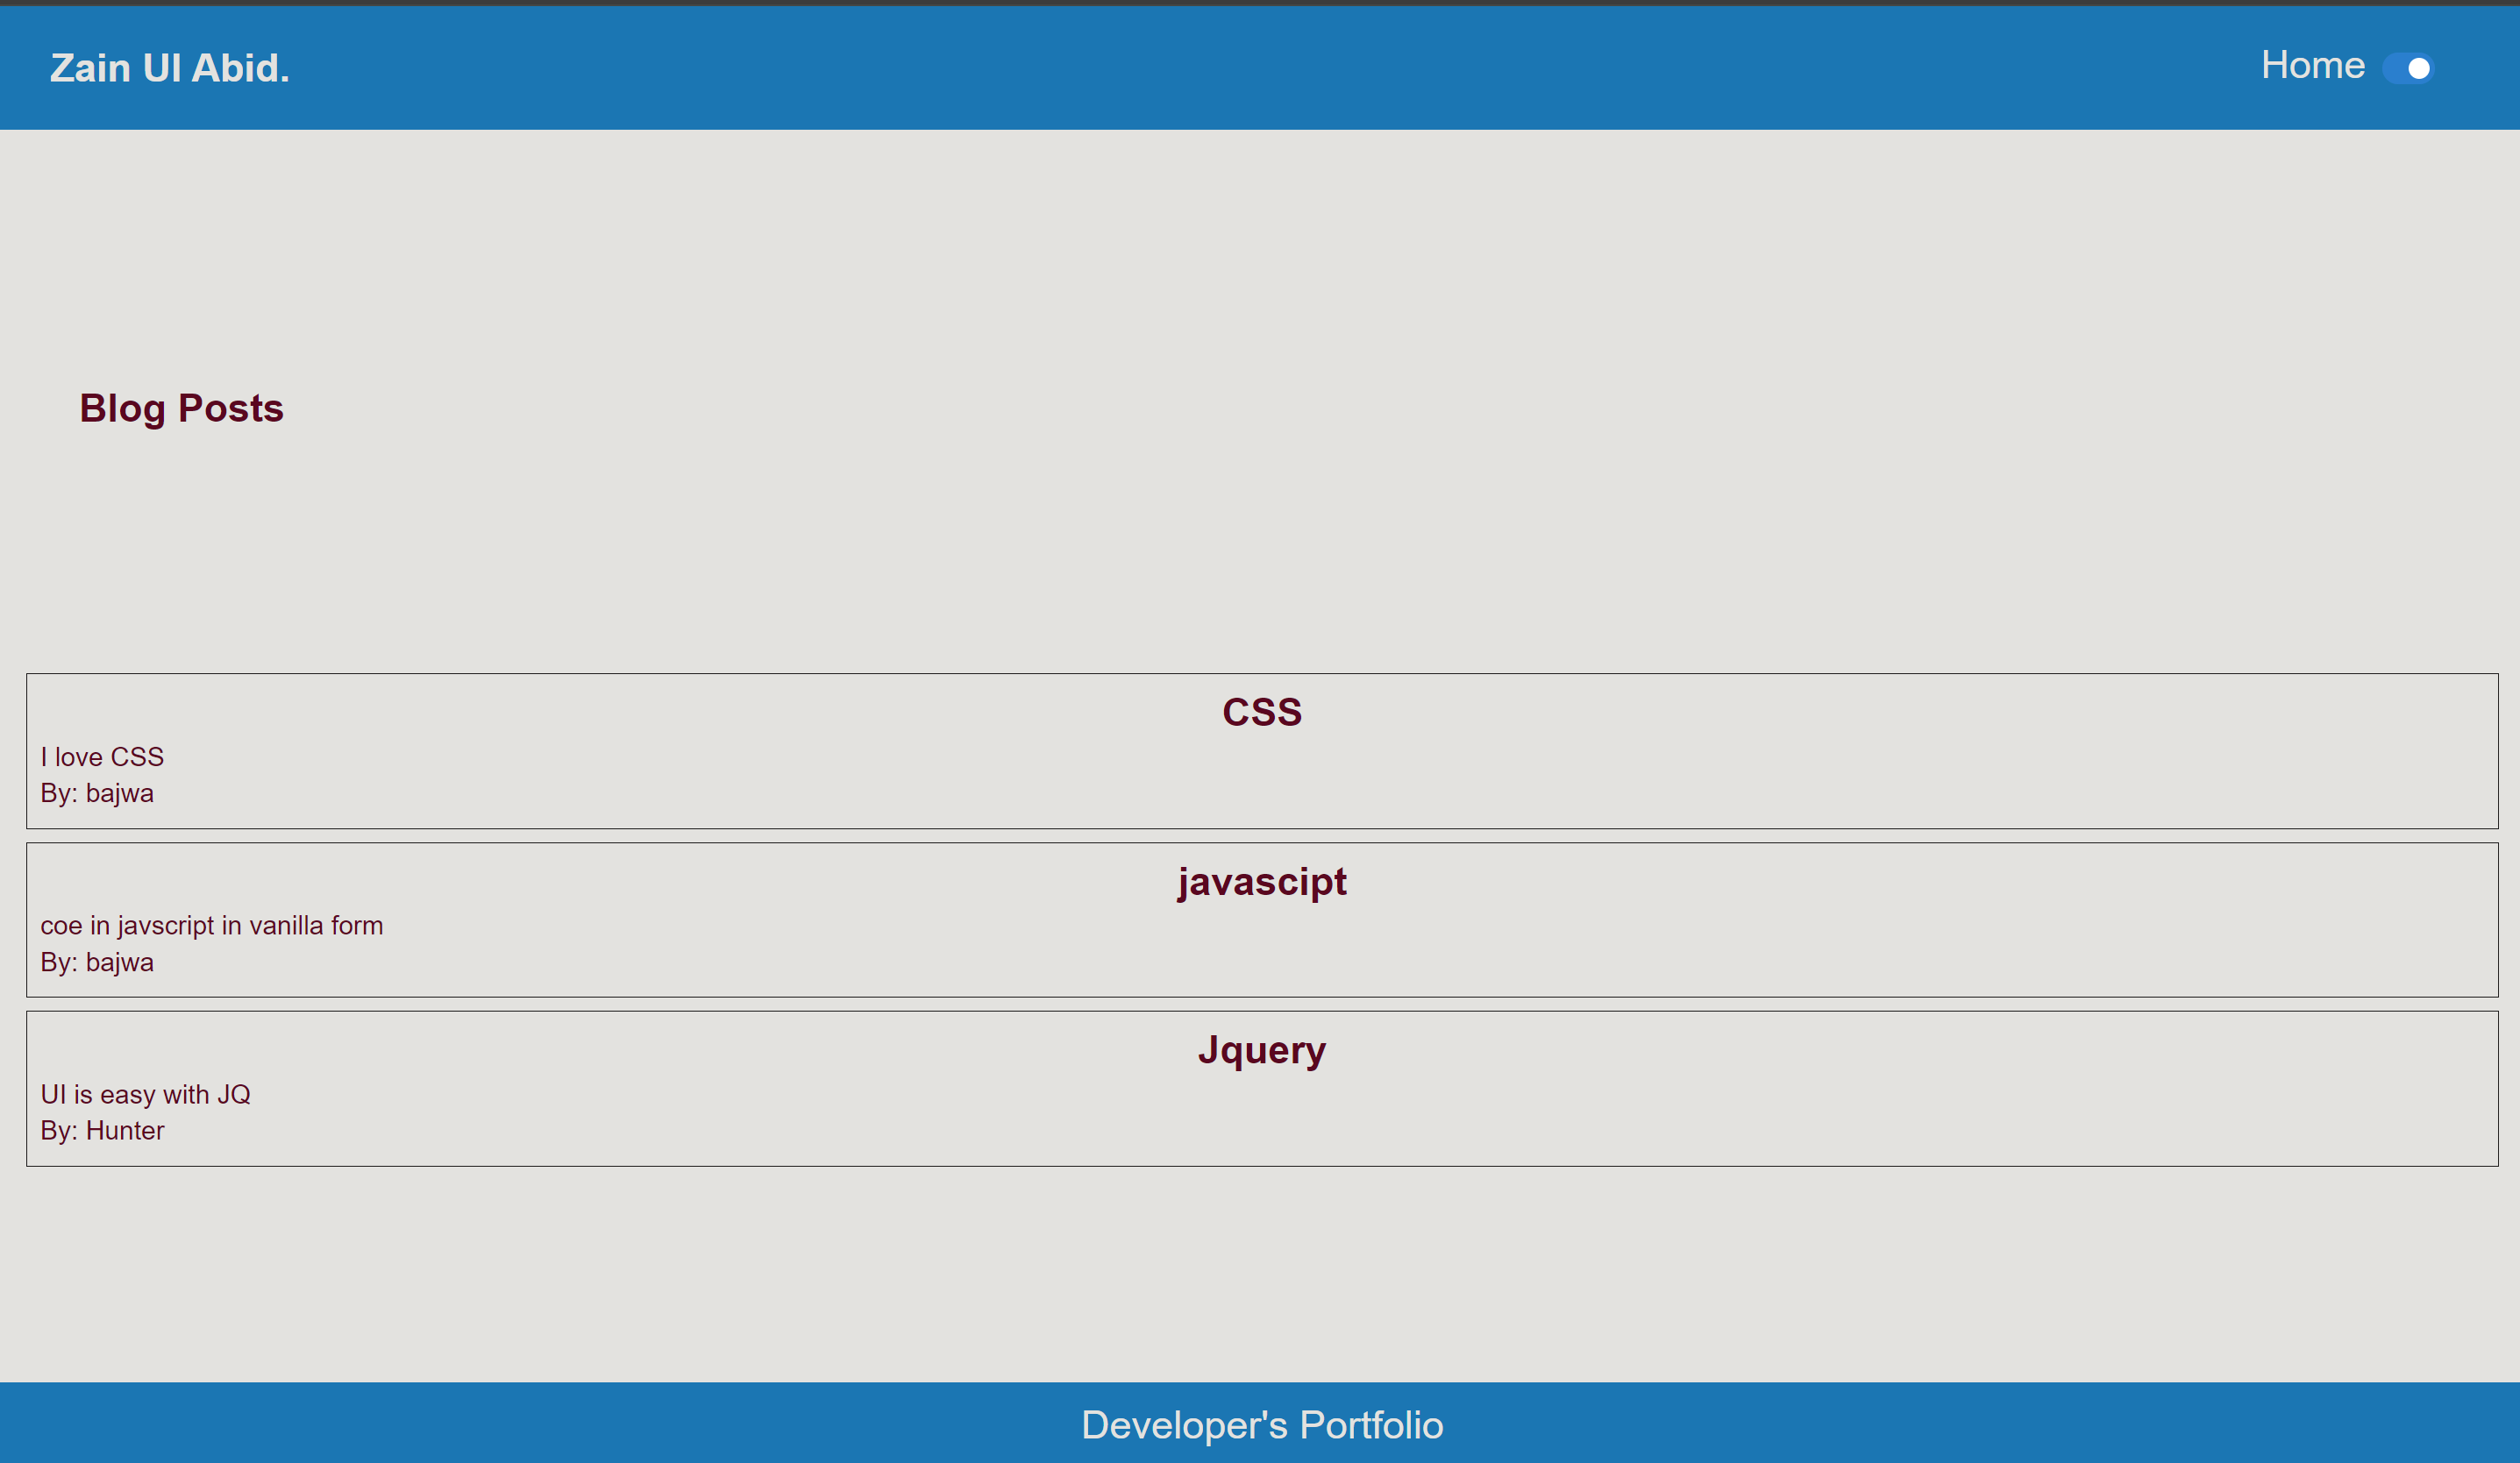 Zain Ul Abid.
Home
Blog Posts
CSS
I love CSS
By: bajwa
javascipt
coe in javscript in vanilla form
By: bajwa
Jquery
UI is easy with JQ
By: Hunter
Developer's Portfolio